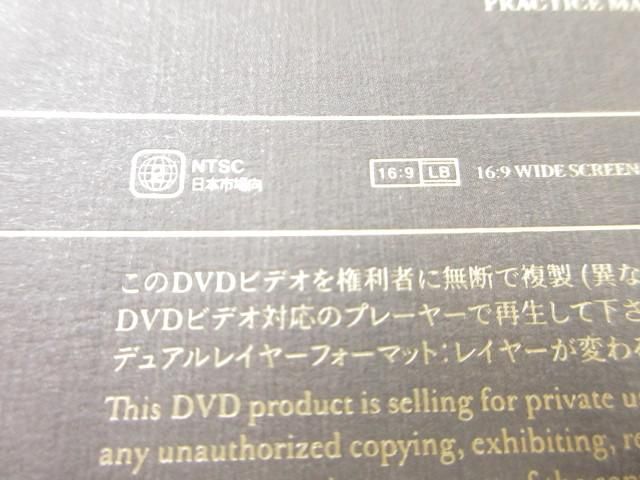 PRACTICE MA
2 NTSC
日本市場向
16:9 LB 16:9 WIDE SCREEN
このDVDビデオを権利者に無断で複製(異な
DVDビデオ対応のプレーヤーで再生して下さ
デュアルレイヤーフォーマット:レイヤーが変わる
This DVD product is selling for private u
any unauthorized copying, exhibiting, re
of the